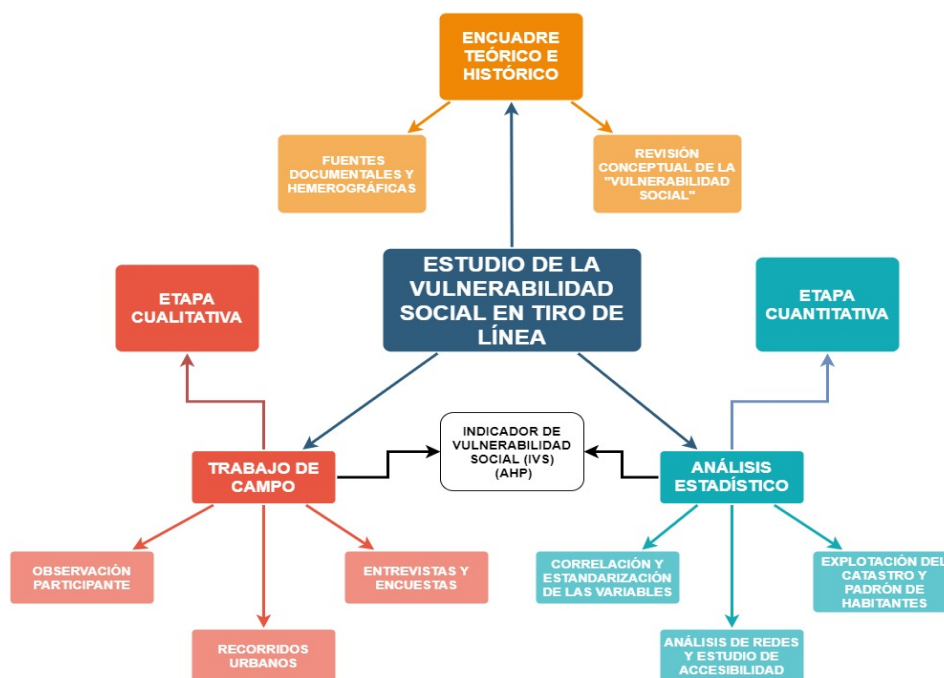 ENCUADRE
TEÓRICO E
HISTÓRICO
FUENTES
DOCUMENTALES Y
HEMEROGRÁFICAS
REVISIÓN
CONCEPTUAL DE LA
"VULNERABILIDAD
SOCIAL"
ESTUDIO DE LA
VULNERABILIDAD
SOCIAL EN TIRO DE
LÍNEA
ETAPA
CUALITATIVA
ETAPA
CUANTITATIVA
INDICADOR DE
VULNERABILIDAD
SOCIAL (IVS)
(AHP)
TRABAJO DE
CAMPO
ANÁLISIS
ESTADÍSTICO
OBSERVACIÓN
PARTICIPANTE
ENTREVISTAS Y
ENCUESTAS
RECORRIDOS
URBANOS
CORRELACIÓN Y
ESTANDARIZACIÓN
DE LAS VARIABLES
EXPLOTACIÓN DEL
CATASTRO Y
PADRÓN DE
HABITANTES
ANÁLISIS DE REDES
Y ESTUDIO DE
ACCESIBILIDAD